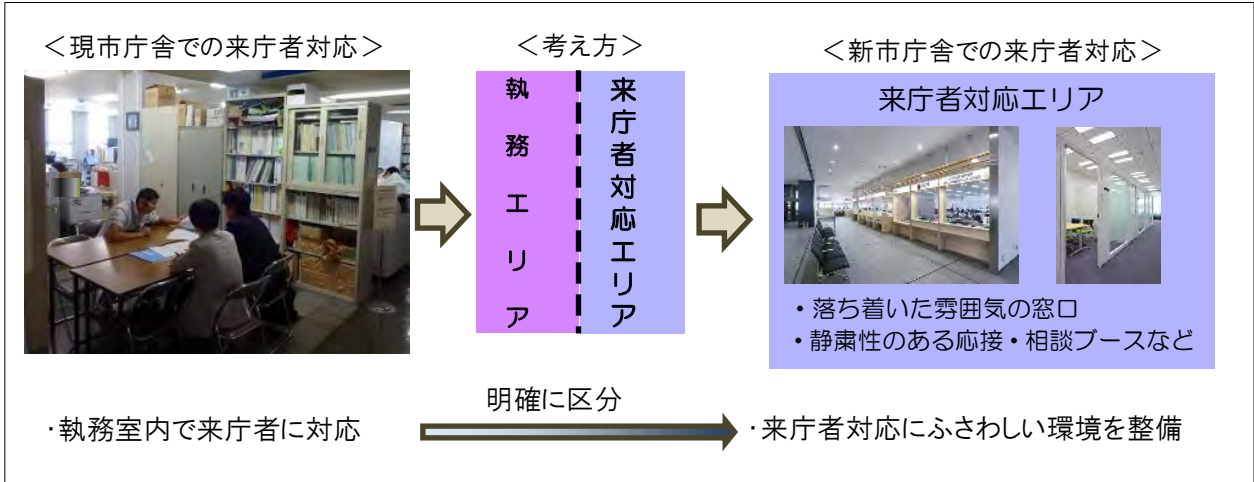 ＜現市庁舎での来庁者対応＞
＜考え方＞
執務エリア
来庁者対応エリア
＜新市庁舎での来庁者対応＞
来庁者対応エリア
・落ち着いた雰囲気の窓口
・静粛性のある応接・相談ブースなど
・執務室内で来庁者に対応
明確に区分
・来庁者対応にふさわしい環境を整備